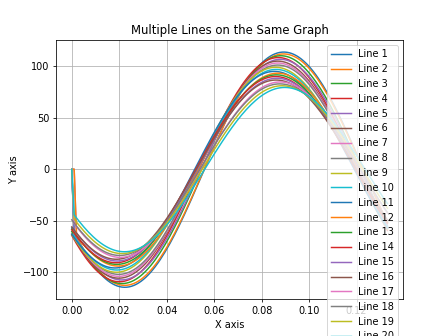 Multiple Lines on the Same Graph
Y axis
100
50
0
−50
−100
0.00
0.02
0.04
0.06
0.08
0.10
X axis
Line 1
Line 2
Line 3
Line 4
Line 5
Line 6
Line 7
Line 8
Line 9
Line 10
Line 11
Line 12
Line 13
Line 14
Line 15
Line 16
Line 17
Line 18
Line 19
Line 20